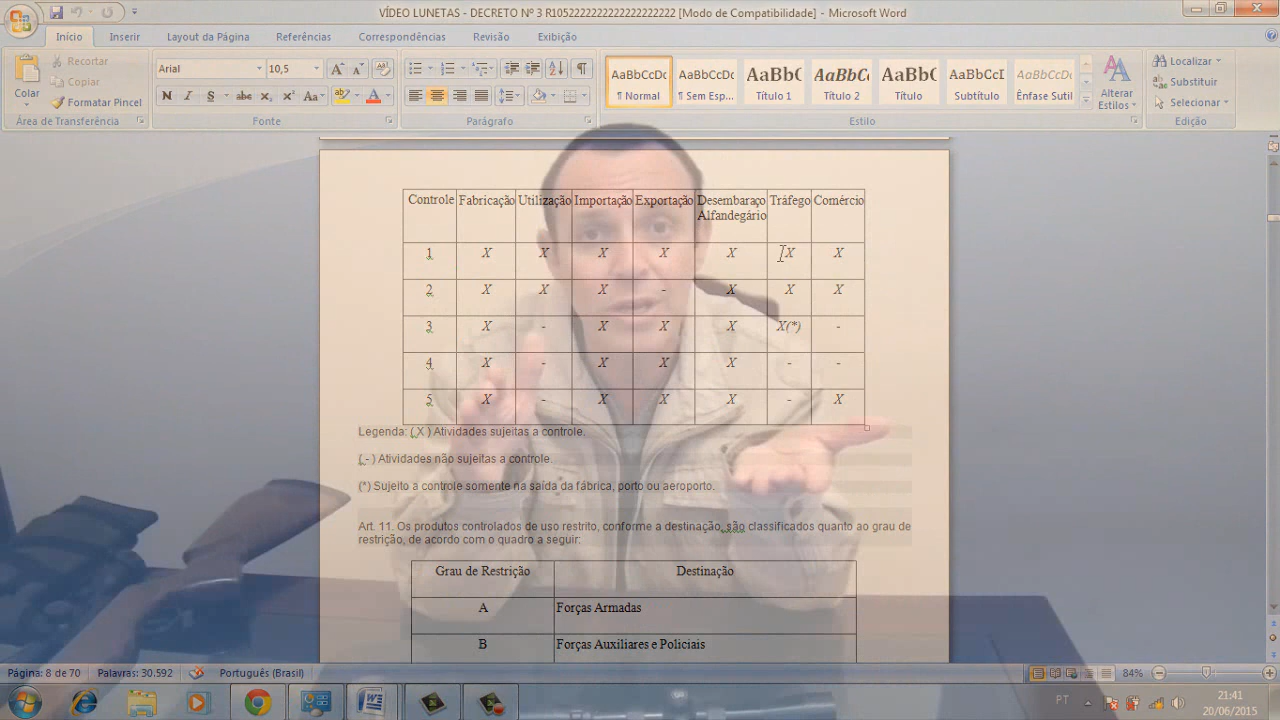 VÍDEO LUNETAS - DECRETO Nº 3 R1052222222222222222222 [Modo de Compatibilidade] - Microsoft Word
Início Inserir Layout da Página Referências Correspondências Revisão Exibição
Colar
Recortar
Copiar
Formatar Pincel
Área de Transferência
Arial 10,5
N I S abc x₂ x² Aa
Fonte
Parágrafo
AaBbCcDc AaBbCcDc AaBbC AaBbCc AaBbC AaBbCcI AaBbCcDc
¶ Normal ¶ Sem Esp... Título 1 Título 2 Título Subtítulo Ênfase Sutil
Alterar Estilos
Estilo
Localizar
Substituir
Selecionar
Edição
Controle Fabricação Utilização Importação Exportação Desembaraço Alfandegário Tráfego Comércio
1 X X X X X X X
2 X X X - X X X
3 X - X X X X(*) -
4 X - X X X - -
5 X - X X X - X
Legenda: ( X ) Atividades sujeitas a controle.
( - ) Atividades não sujeitas a controle.
(*) Sujeito a controle somente na saída da fábrica, porto ou aeroporto.
Art. 11. Os produtos controlados de uso restrito, conforme a destinação, são classificados quanto ao grau de
restrição, de acordo com o quadro a seguir:
Grau de Restrição Destinação
A Forças Armadas
B Forças Auxiliares e Policiais
Página: 8 de 70 Palavras: 30.592 Português (Brasil) 84%
PT 21:41
20/06/2015